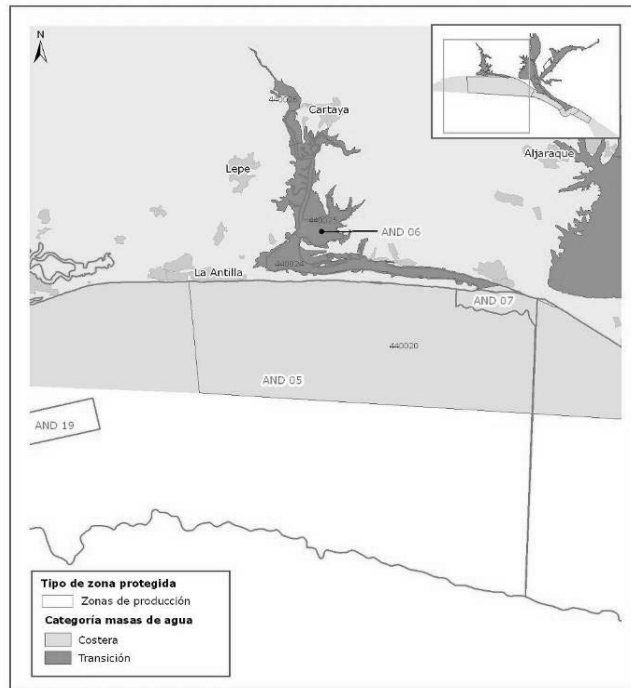 N
Cartaya
Aljaraque
Lepe
440025
AND 06
La Antilla
440024
AND 07
440020
AND 05
AND 19
Tipo de zona protegida
Zonas de producción
Categoría masas de agua
Costera
Transición